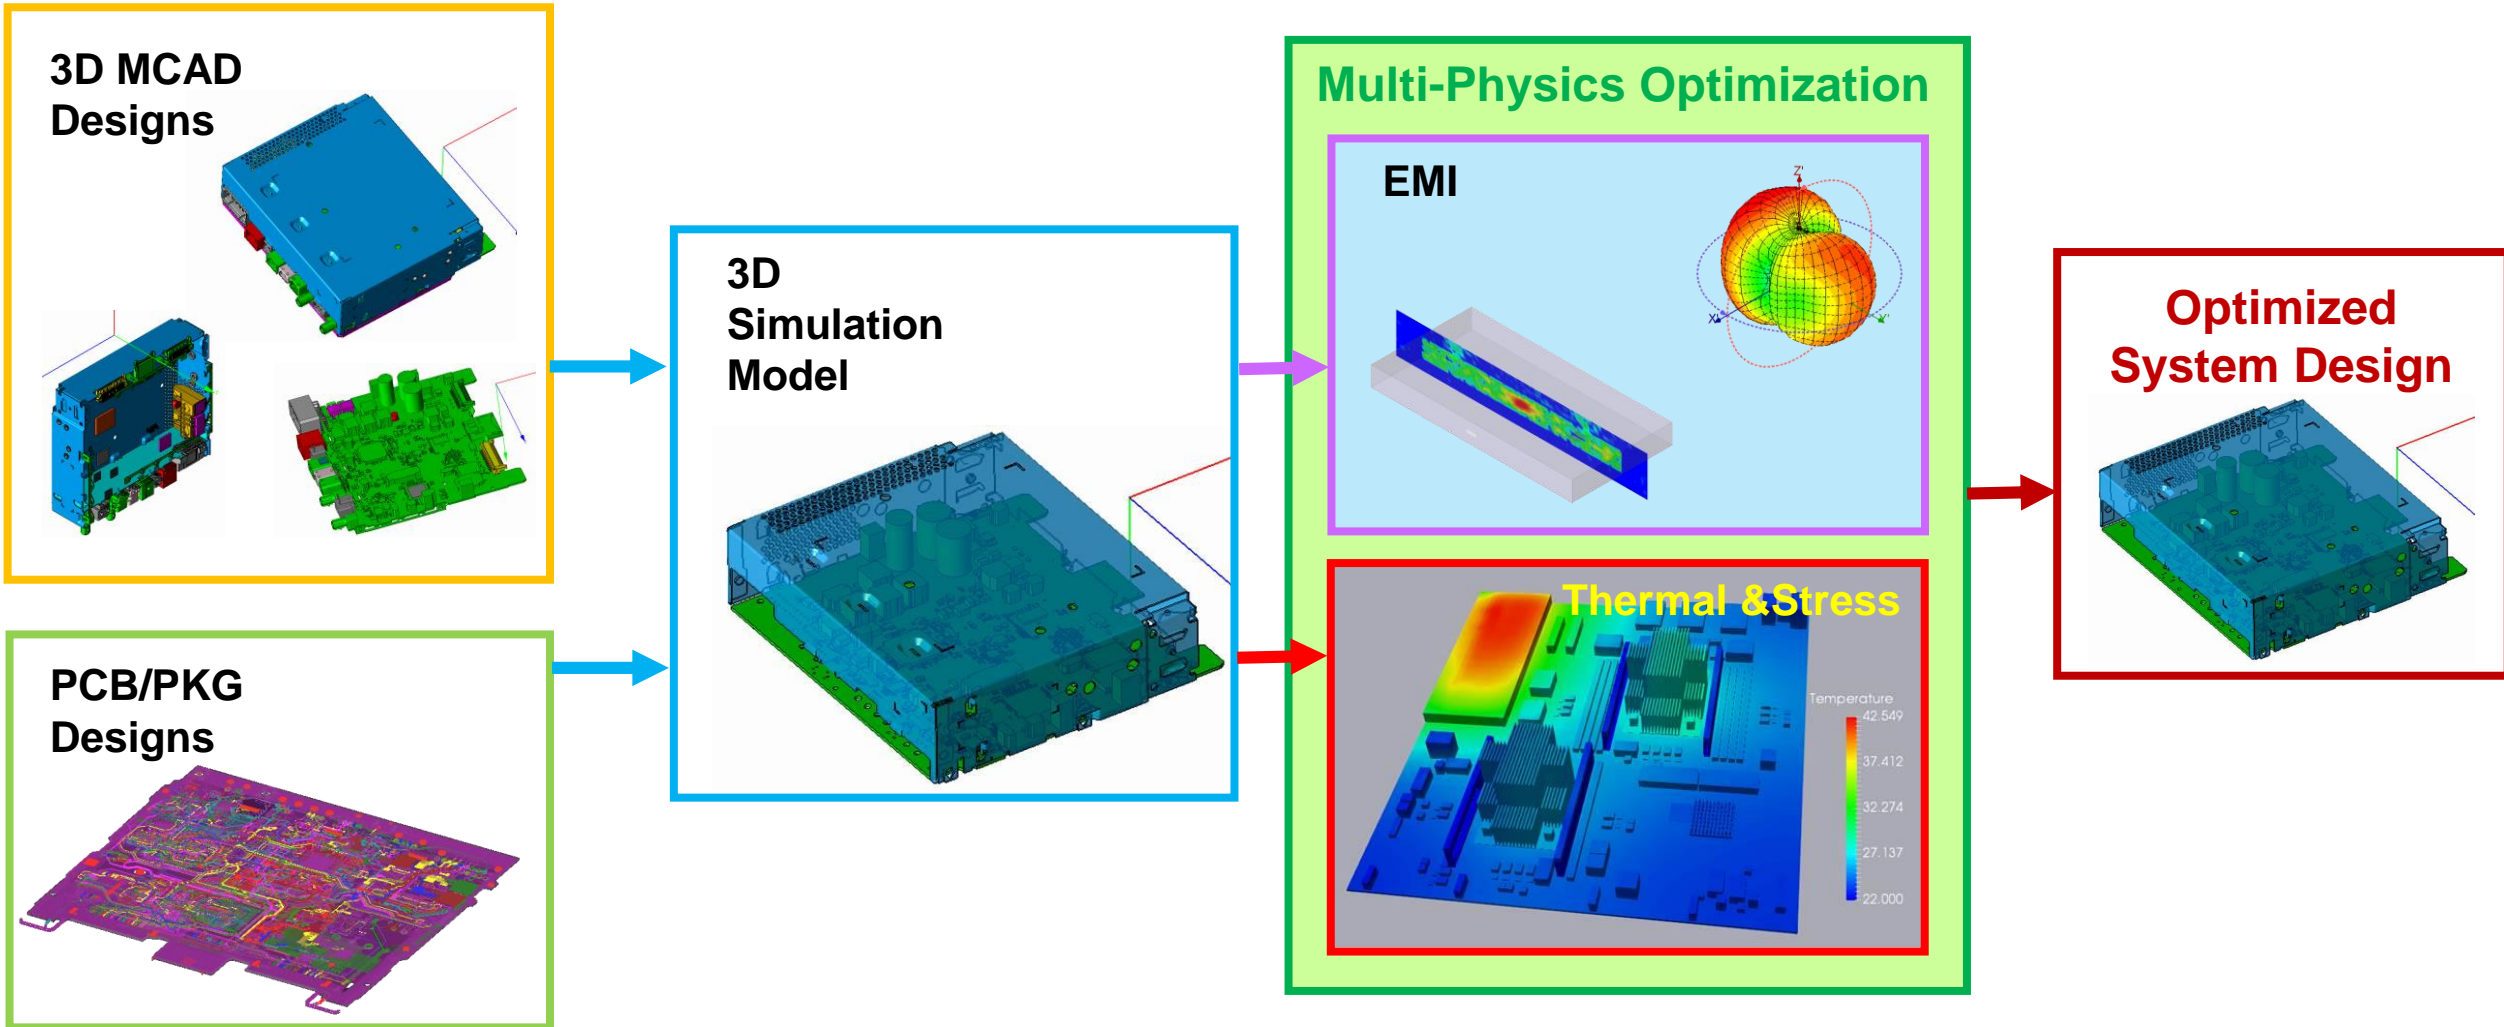 3D MCAD
Designs
PCB/PKG
Designs
3D
Simulation
Model
Multi-Physics Optimization
EMI
Z'
X'
Y'
Thermal &Stress
Temperature
42.549
37.412
32.274
27.137
22.000
Optimized
System Design